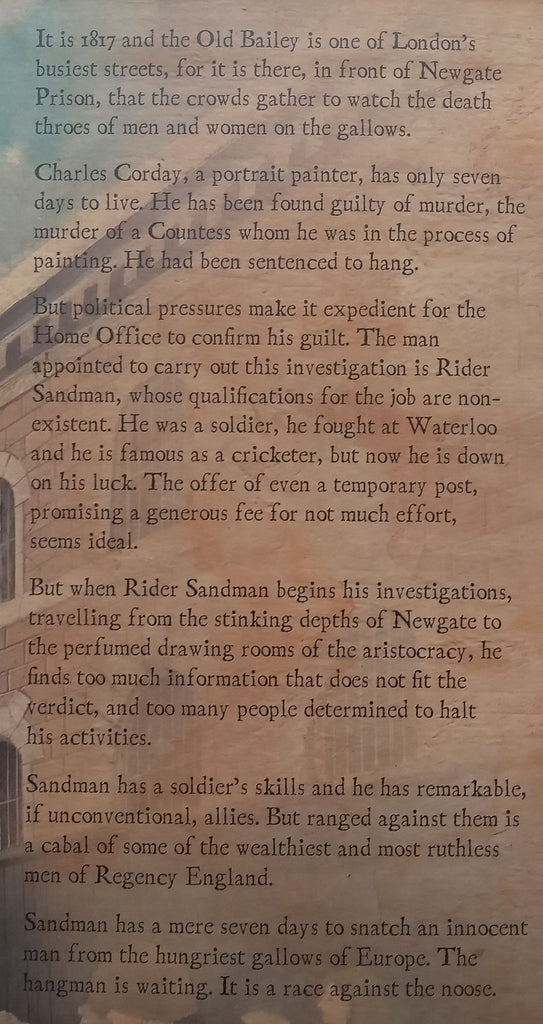 It is 1817 and the Old Bailey is one of London's
busiest streets, for it is there, in front of Newgate
Prison, that the crowds gather to watch the death
throes of men and women on the gallows.
Charles Corday, a portrait painter, has only seven
days to live. He has been found guilty of murder, the
murder of a Countess whom he was in the process of
painting. He had been sentenced to hang.
But political pressures make it expedient for the
Home Office to confirm his guilt. The man
appointed to carry out this investigation is Rider
Sandman, whose qualifications for the job are non-
existent. He was a soldier, he fought at Waterloo
and he is famous as a cricketer, but now he is down
on his luck. The offer of even a temporary post,
promising a generous fee for not much effort,
seems ideal.
But when Rider Sandman begins his investigations,
travelling from the stinking depths of Newgate to
the perfumed drawing rooms of the aristocracy, he
finds too much information that does not fit the
verdict, and too many people determined to halt
his activities.
Sandman has a soldier's skills and he has remarkable,
if unconventional, allies. But ranged against them is
a cabal of some of the wealthiest and most ruthless
men of Regency England.
Sandman has a mere seven days to snatch an innocent
man from the hungriest gallows of Europe. The
hangman is waiting. It is a race against the noose.